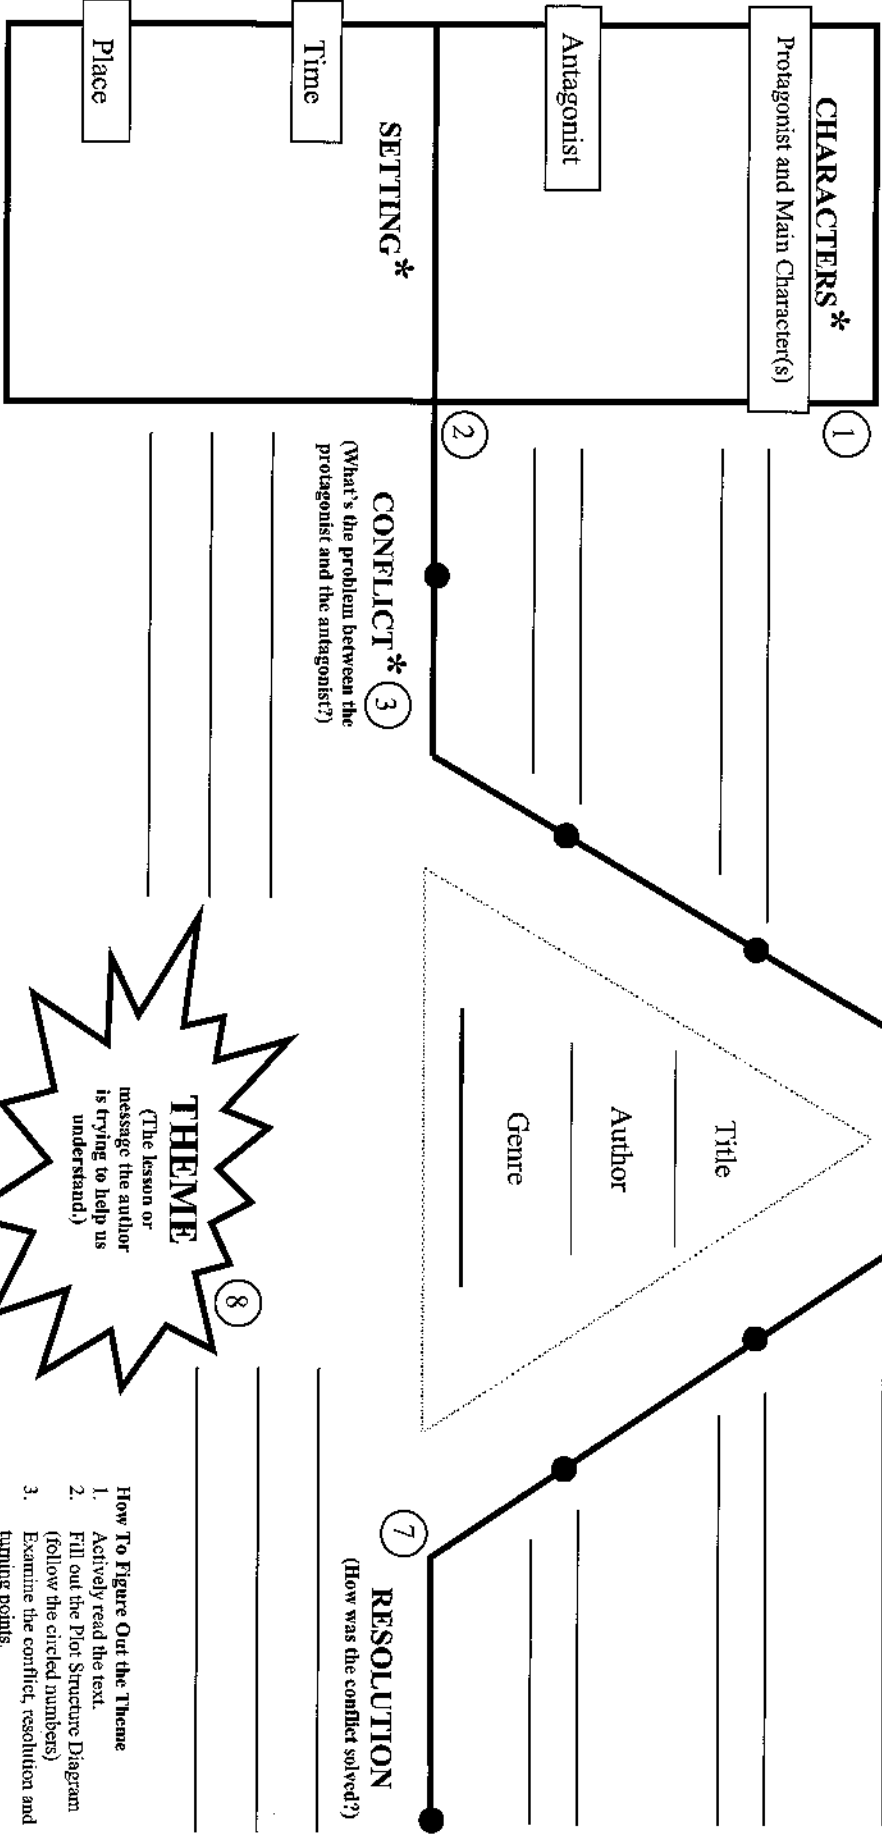 CHARACTERS*
1
Protagonist and Main Character(s)
Antagonist
SETTING*
2
Time
Place
CONFLICT*
3
(What's the problem between the
protagonist and the antagonist?)
Title
Author
Genre
THEME
(The lesson or
message the author
is trying to help us
understand.)
8
7
RESOLUTION
(How was the conflict solved?)
How To Figure Out the Theme
1. Actively read the text.
2. Fill out the Plot Structure Diagram
(follow the circled numbers)
3. Examine the conflict, resolution and
turning points.